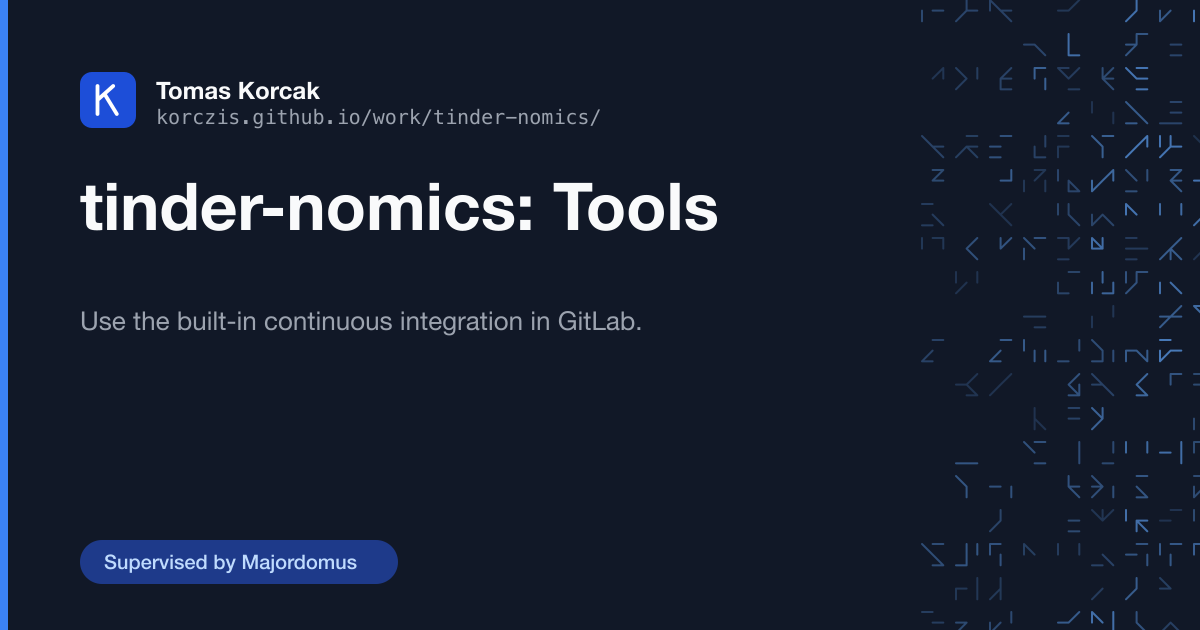 Tomas Korcak
korczis.github.io/work/tinder-nomics/
tinder-nomics: Tools
Use the built-in continuous integration in GitLab.
Supervised by Majordomus